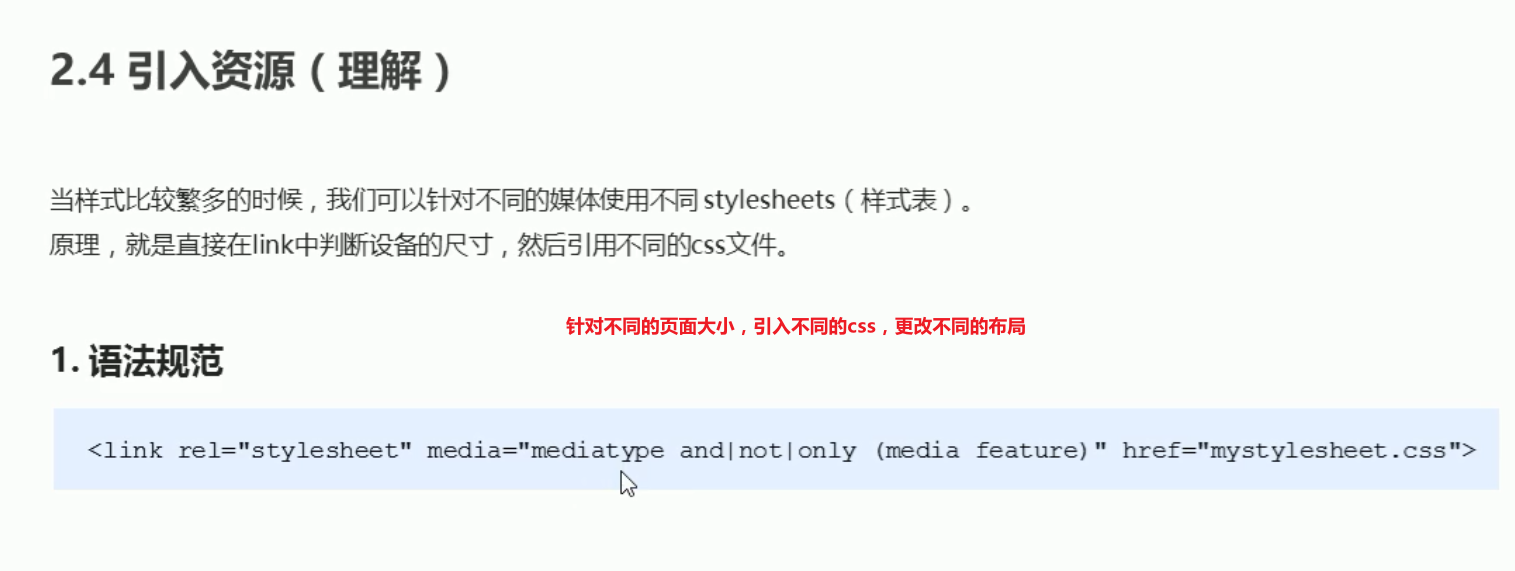 2.4 引入资源（理解）
当样式比较繁多的时候，我们可以针对不同的媒体使用不同 stylesheets（样式表）。
原理，就是直接在link中判断设备的尺寸，然后引用不同的css文件。
针对不同的页面大小，引入不同的css，更改不同的布局
1. 语法规范
<link rel="stylesheet" media="mediatype and|not|only (media feature)" href="mystylesheet.css">